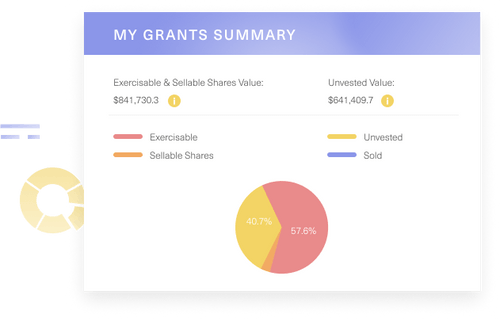 MY GRANTS SUMMARY
Exercisable & Sellable Shares Value:
Unvested Value:
$841,730.3
$641,409.7
Exercisable
Unvested
Sellable Shares
Sold
40.7%
57.6%